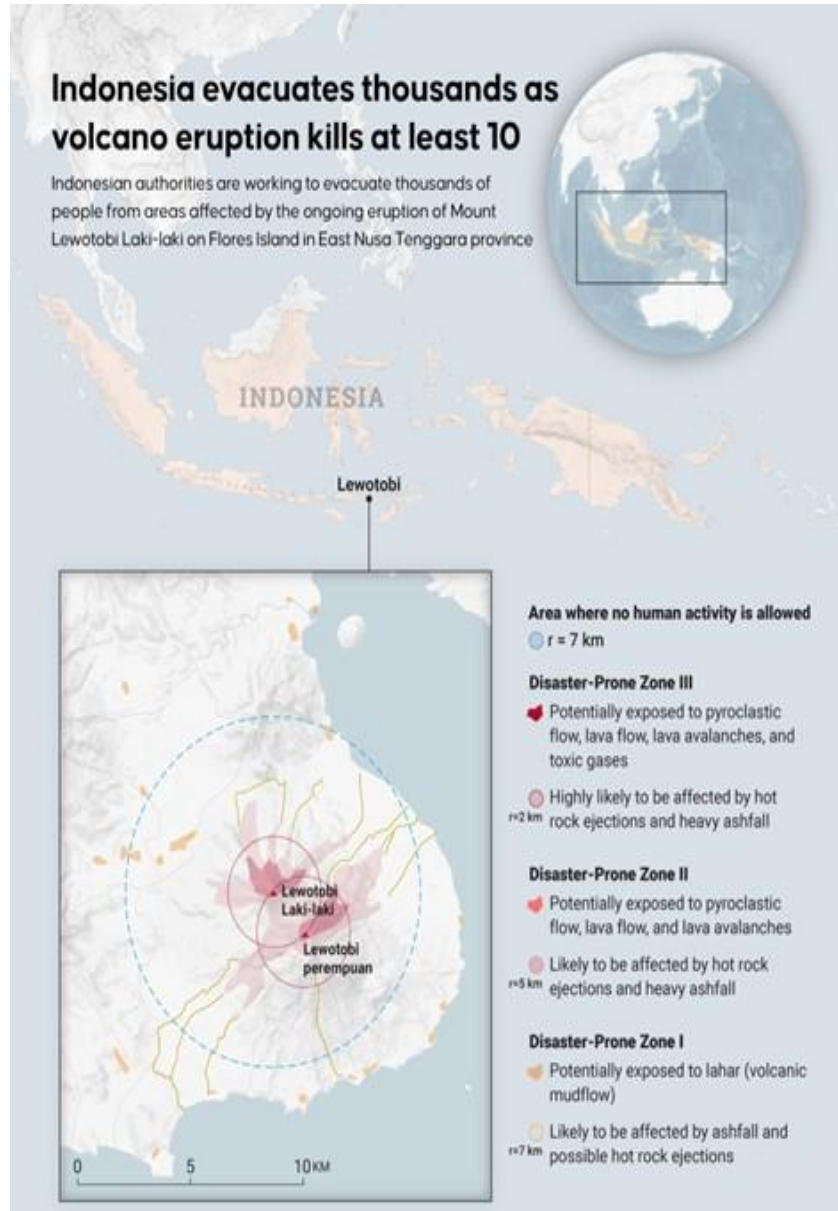 Indonesia evacuates thousands as
volcano eruption kills at least 10
Indonesian authorities are working to evacuate thousands of
people from areas affected by the ongoing eruption of Mount
Lewotobi Laki-laki on Flores Island in East Nusa Tenggara province
INDONESIA
Lewotobi
Lewotobi
Laki-laki
Lewotobi
perempuan
0 5 10KM
Area where no human activity is allowed
r = 7 km
Disaster-Prone Zone III
Potentially exposed to pyroclastic
flow, lava flow, lava avalanches, and
toxic gases
Highly likely to be affected by hot
r=2 km rock ejections and heavy ashfall
Disaster-Prone Zone II
Potentially exposed to pyroclastic
flow, lava flow, and lava avalanches
Likely to be affected by hot rock
r=5 km ejections and heavy ashfall
Disaster-Prone Zone I
Potentially exposed to lahar (volcanic
mudflow)
Likely to be affected by ashfall and
r=7 km possible hot rock ejections